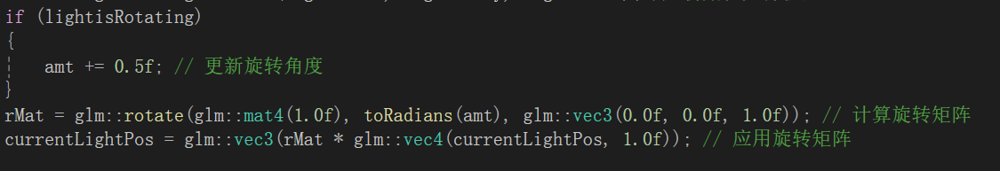 if (lightisRotating)
{
amt += 0.5f; // 更新旋转角度
}
rMat = glm::rotate(glm::mat4(1.0f), toRadians(amt), glm::vec3(0.0f, 0.0f, 1.0f)); // 计算旋转矩阵
currentLightPos = glm::vec3(rMat * glm::vec4(currentLightPos, 1.0f)); // 应用旋转矩阵